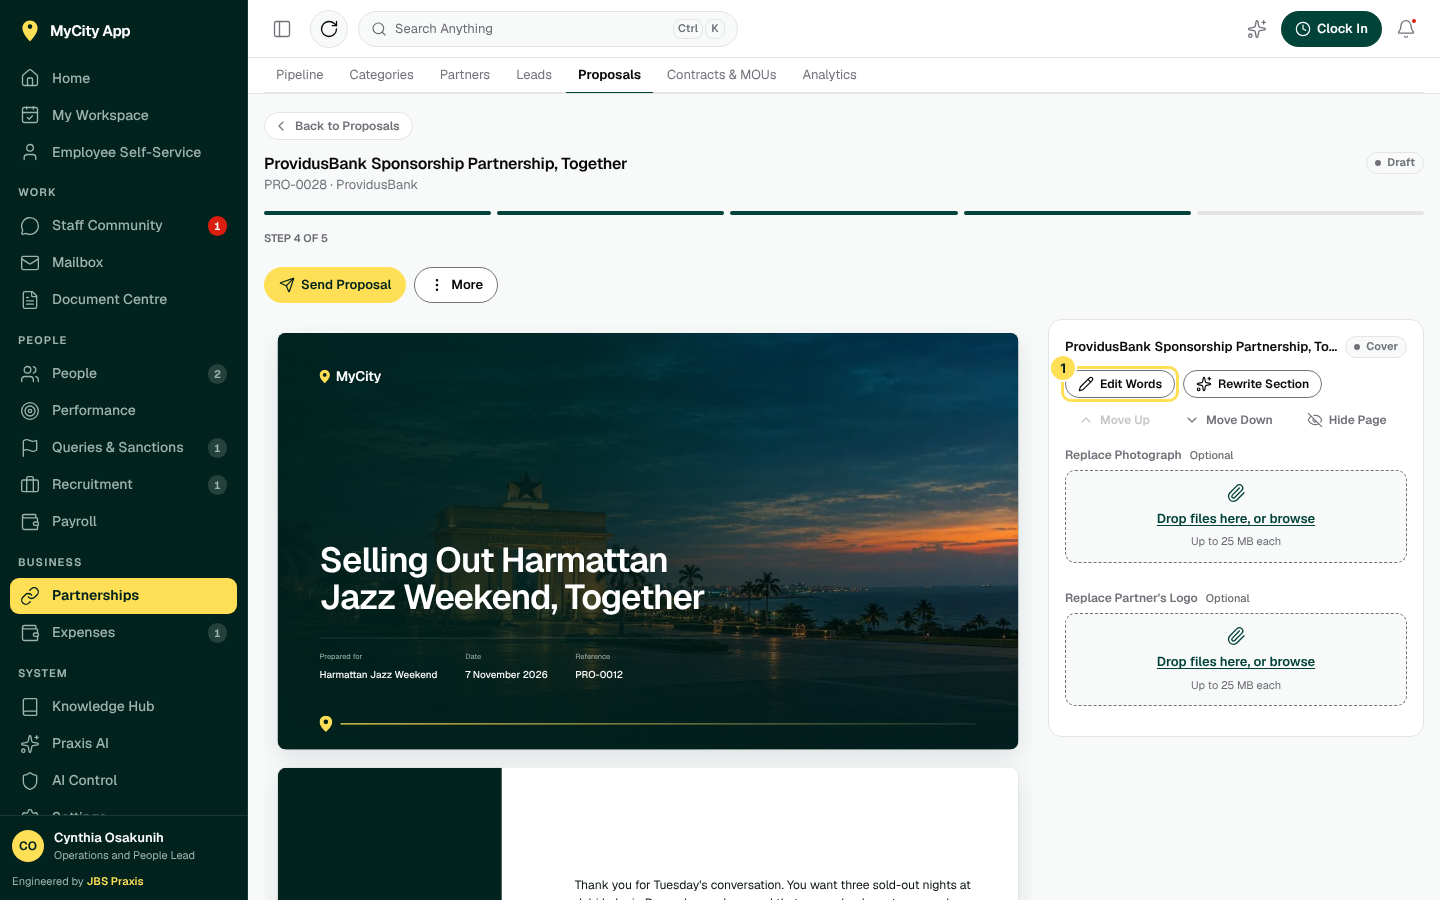 MyCity App
Home
My Workspace
Employee Self-Service
WORK
Staff Community
1
Mailbox
Document Centre
PEOPLE
People
2
Performance
Queries & Sanctions
1
Recruitment
1
Payroll
BUSINESS
Partnerships
Expenses
1
SYSTEM
Knowledge Hub
Praxis AI
AI Control
CO
Cynthia Osakunih
Operations and People Lead
Engineered by JBS Praxis
Search Anything
Ctrl K
Clock In
Pipeline
Categories
Partners
Leads
Proposals
Contracts & MOUs
Analytics
Back to Proposals
ProvidusBank Sponsorship Partnership, Together
Draft
PRO-0028 · ProvidusBank
STEP 4 OF 5
Send Proposal
More
MyCity
Selling Out Harmattan
Jazz Weekend, Together
Prepared for
Date
Reference
Harmattan Jazz Weekend
7 November 2026
PRO-0012
Thank you for Tuesday's conversation. You want three sold-out nights at
ProvidusBank Sponsorship Partnership, To...
Cover
1
Edit Words
Rewrite Section
Move Up
Move Down
Hide Page
Replace Photograph Optional
Drop files here, or browse
Up to 25 MB each
Replace Partner's Logo Optional
Drop files here, or browse
Up to 25 MB each